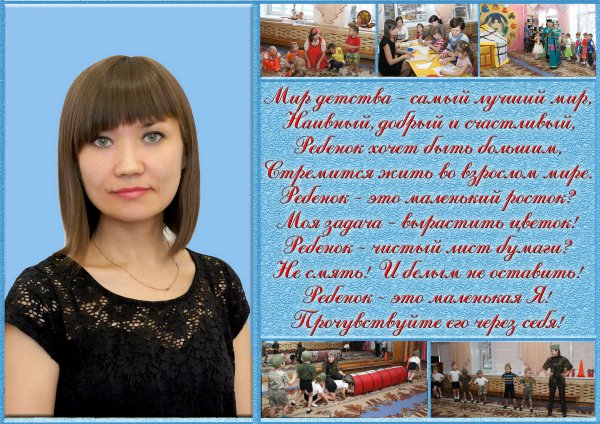 Мир детства - самый лучший мир,
Наивный, добрый и счастливый,
Ребенок хочет быть большим,
Стремится жить во взрослом мире.
Ребенок - это маленький росток?
Моя задача - вырастить цветок!
Ребенок - чистый лист бумаги?
Не смять! И белым не оставить!
Ребенок - это маленькая Я!
Прочувствуйте его через себя!